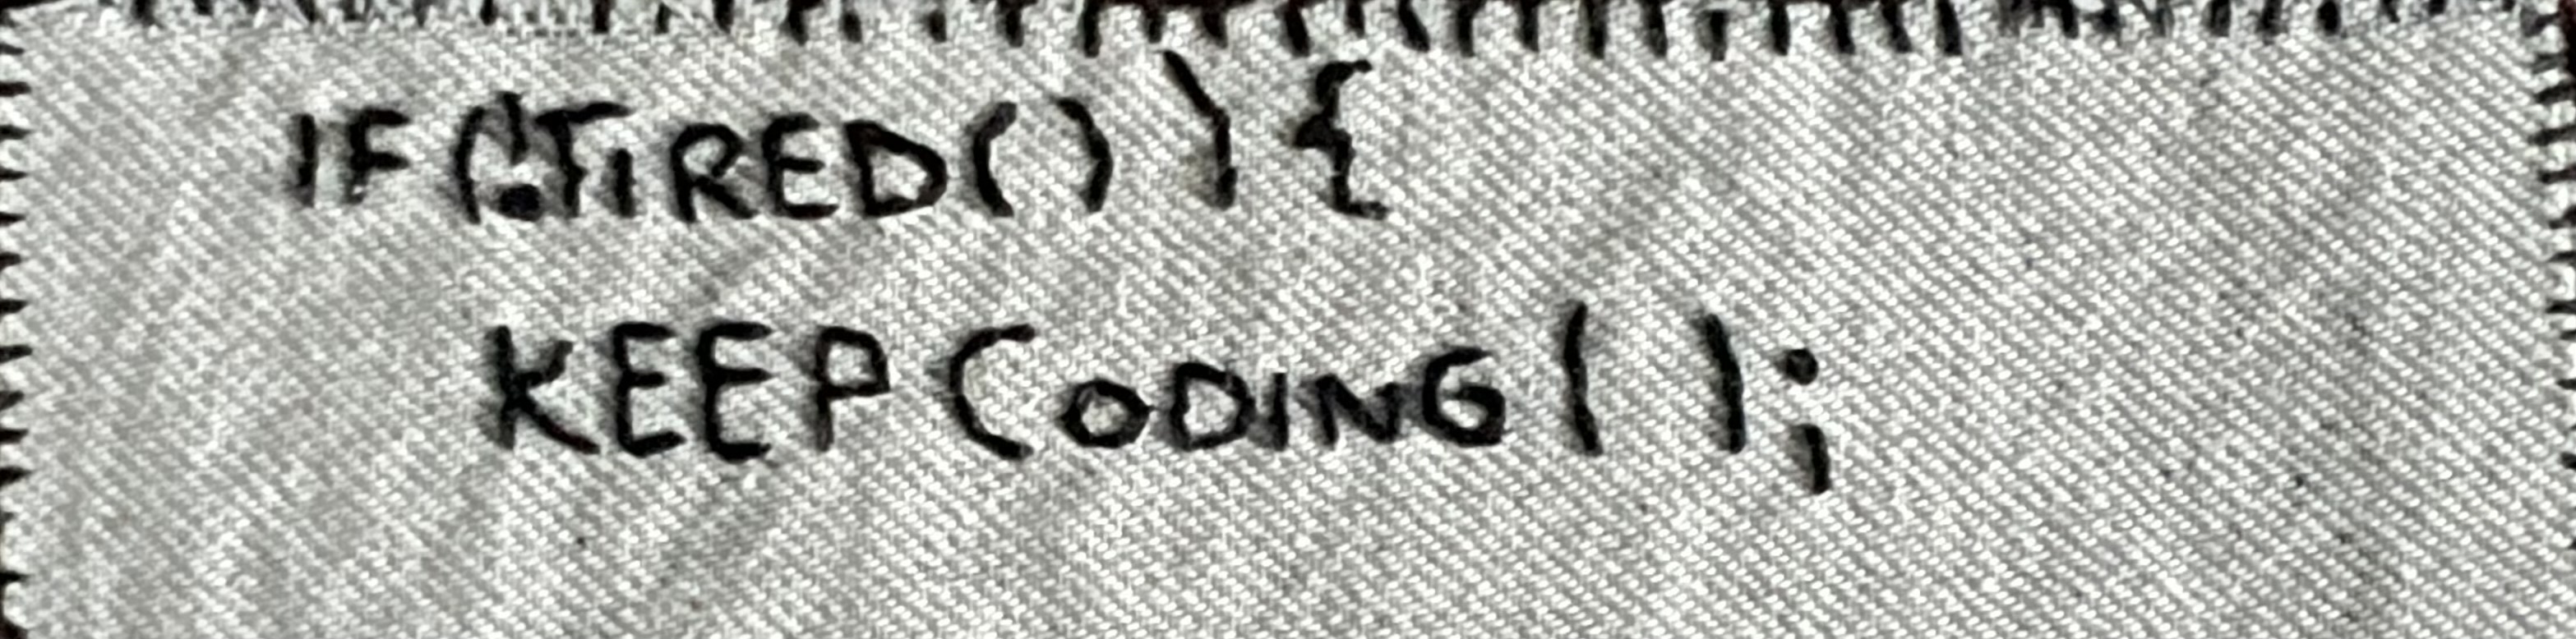 IF (!TIRED() ) {
KEEPCODING( );